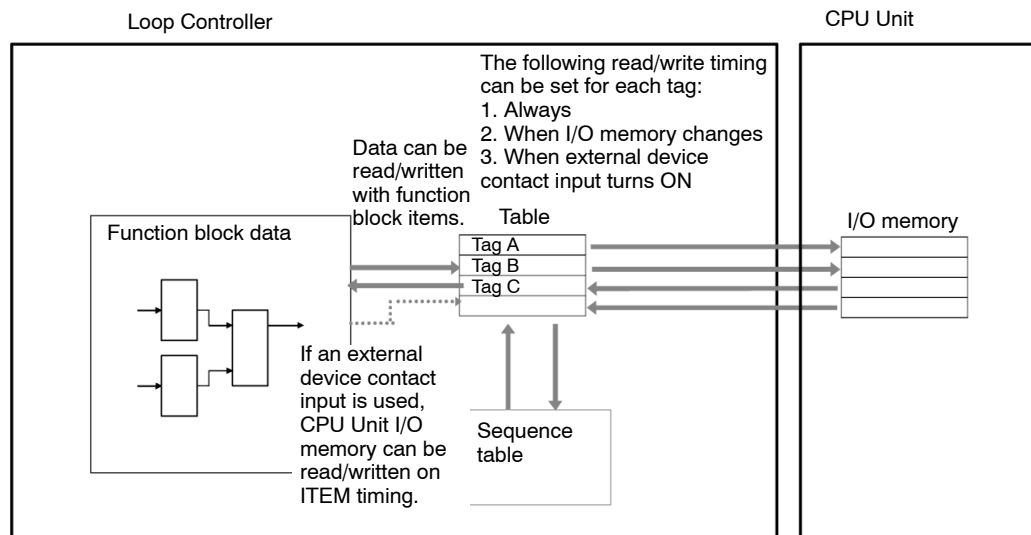 Loop Controller
CPU Unit
The following read/write timing
can be set for each tag:
1. Always
2. When I/O memory changes
3. When external device
contact input turns ON
Data can be
read/written
with function
block items.
Table
I/O memory
Function block data
Tag A
Tag B
Tag C
If an external
device contact
input is used,
CPU Unit I/O
memory can be
read/written on
ITEM timing.
Sequence
table